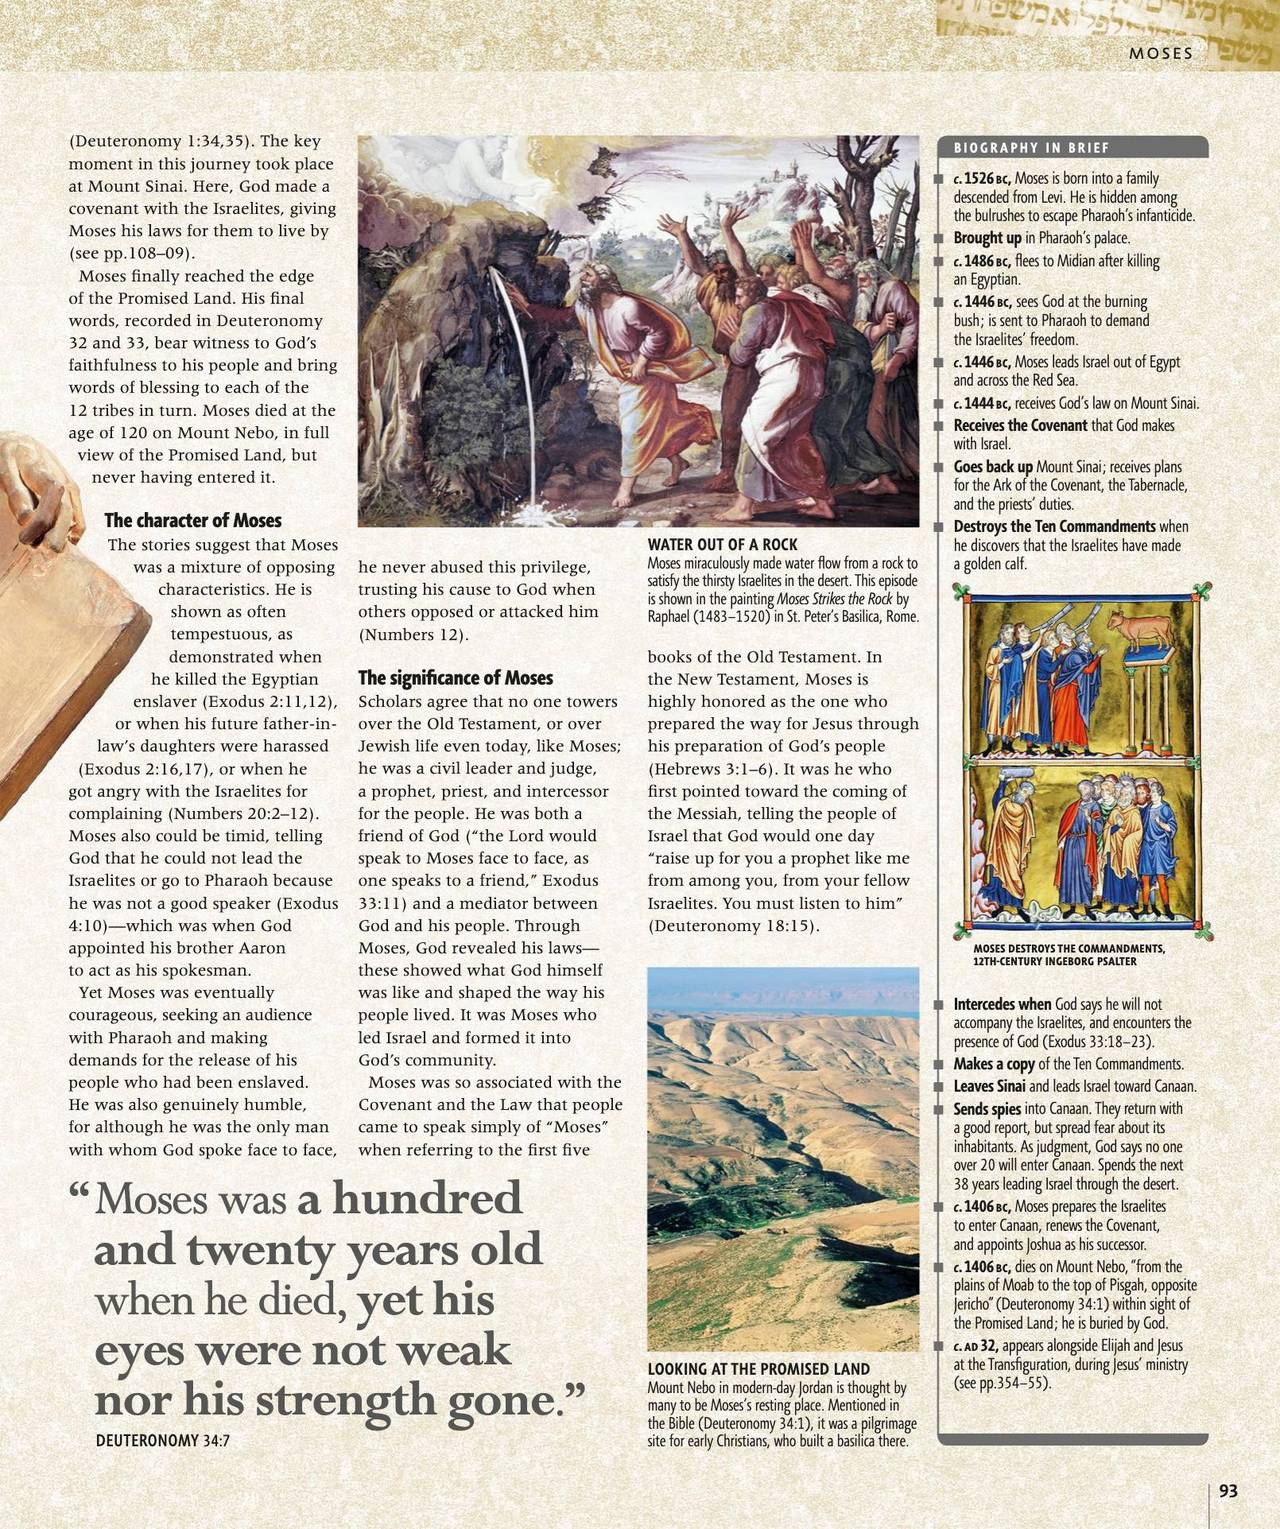 MOSES
(Deuteronomy 1:34,35). The key
moment in this journey took place
at Mount Sinai. Here, God made a
covenant with the Israelites, giving
Moses his laws for them to live by
(see pp.108–09).
Moses finally reached the edge
of the Promised Land. His final
words, recorded in Deuteronomy
32 and 33, bear witness to God's
faithfulness to his people and bring
words of blessing to each of the
12 tribes in turn. Moses died at the
age of 120 on Mount Nebo, in full
view of the Promised Land, but
never having entered it.
The character of Moses
The stories suggest that Moses
was a mixture of opposing
characteristics. He is
shown as often
tempestuous, as
demonstrated when
he killed the Egyptian
enslaver (Exodus 2:11,12),
or when his future father-in-
law's daughters were harassed
(Exodus 2:16,17), or when he
got angry with the Israelites for
complaining (Numbers 20:2–12).
Moses also could be timid, telling
God that he could not lead the
Israelites or go to Pharaoh because
he was not a good speaker (Exodus
4:10)—which was when God
appointed his brother Aaron
to act as his spokesman.
Yet Moses was eventually
courageous, seeking an audience
with Pharaoh and making
demands for the release of his
people who had been enslaved.
He was also genuinely humble,
for although he was the only man
with whom God spoke face to face,
he never abused this privilege,
trusting his cause to God when
others opposed or attacked him
(Numbers 12).
The significance of Moses
Scholars agree that no one towers
over the Old Testament, or over
Jewish life even today, like Moses;
he was a civil leader and judge,
a prophet, priest, and intercessor
for the people. He was both a
friend of God (“the Lord would
speak to Moses face to face, as
one speaks to a friend,” Exodus
33:11) and a mediator between
God and his people. Through
Moses, God revealed his laws—
these showed what God himself
was like and shaped the way his
people lived. It was Moses who
led Israel and formed it into
God's community.
Moses was so associated with the
Covenant and the Law that people
came to speak simply of “Moses”
when referring to the first five
WATER OUT OF A ROCK
Moses miraculously made water flow from a rock to
satisfy the thirsty Israelites in the desert. This episode
is shown in the painting Moses Strikes the Rock by
Raphael (1483–1520) in St. Peter's Basilica, Rome.
books of the Old Testament. In
the New Testament, Moses is
highly honored as the one who
prepared the way for Jesus through
his preparation of God's people
(Hebrews 3:1–6). It was he who
first pointed toward the coming of
the Messiah, telling the people of
Israel that God would one day
“raise up for you a prophet like me
from among you, from your fellow
Israelites. You must listen to him”
(Deuteronomy 18:15).
“Moses was a hundred
and twenty years old
when he died, yet his
eyes were not weak
nor his strength gone.”
DEUTERONOMY 34:7
LOOKING AT THE PROMISED LAND
Mount Nebo in modern-day Jordan is thought by
many to be Moses's resting place. Mentioned in
the Bible (Deuteronomy 34:1), it was a pilgrimage
site for early Christians, who built a basilica there.
BIOGRAPHY IN BRIEF
c. 1526 BC, Moses is born into a family
descended from Levi. He is hidden among
the bulrushes to escape Pharaoh's infanticide.
Brought up in Pharaoh's palace.
c. 1486 BC, flees to Midian after killing
an Egyptian.
c. 1446 BC, sees God at the burning
bush; is sent to Pharaoh to demand
the Israelites' freedom.
c. 1446 BC, Moses leads Israel out of Egypt
and across the Red Sea.
c. 1444 BC, receives God's law on Mount Sinai.
Receives the Covenant that God makes
with Israel.
Goes back up Mount Sinai; receives plans
for the Ark of the Covenant, the Tabernacle,
and the priests' duties.
Destroys the Ten Commandments when
he discovers that the Israelites have made
a golden calf.
MOSES DESTROYS THE COMMANDMENTS,
12TH-CENTURY INGEBORG PSALTER
Intercedes when God says he will not
accompany the Israelites, and encounters the
presence of God (Exodus 33:18–23).
Makes a copy of the Ten Commandments.
Leaves Sinai and leads Israel toward Canaan.
Sends spies into Canaan. They return with
a good report, but spread fear about its
inhabitants. As judgment, God says no one
over 20 will enter Canaan. Spends the next
38 years leading Israel through the desert.
c. 1406 BC, Moses prepares the Israelites
to enter Canaan, renews the Covenant,
and appoints Joshua as his successor.
c. 1406 BC, dies on Mount Nebo, “from the
plains of Moab to the top of Pisgah, opposite
Jericho” (Deuteronomy 34:1) within sight of
the Promised Land; he is buried by God.
c. AD 32, appears alongside Elijah and Jesus
at the Transfiguration, during Jesus' ministry
(see pp.354–55).
93